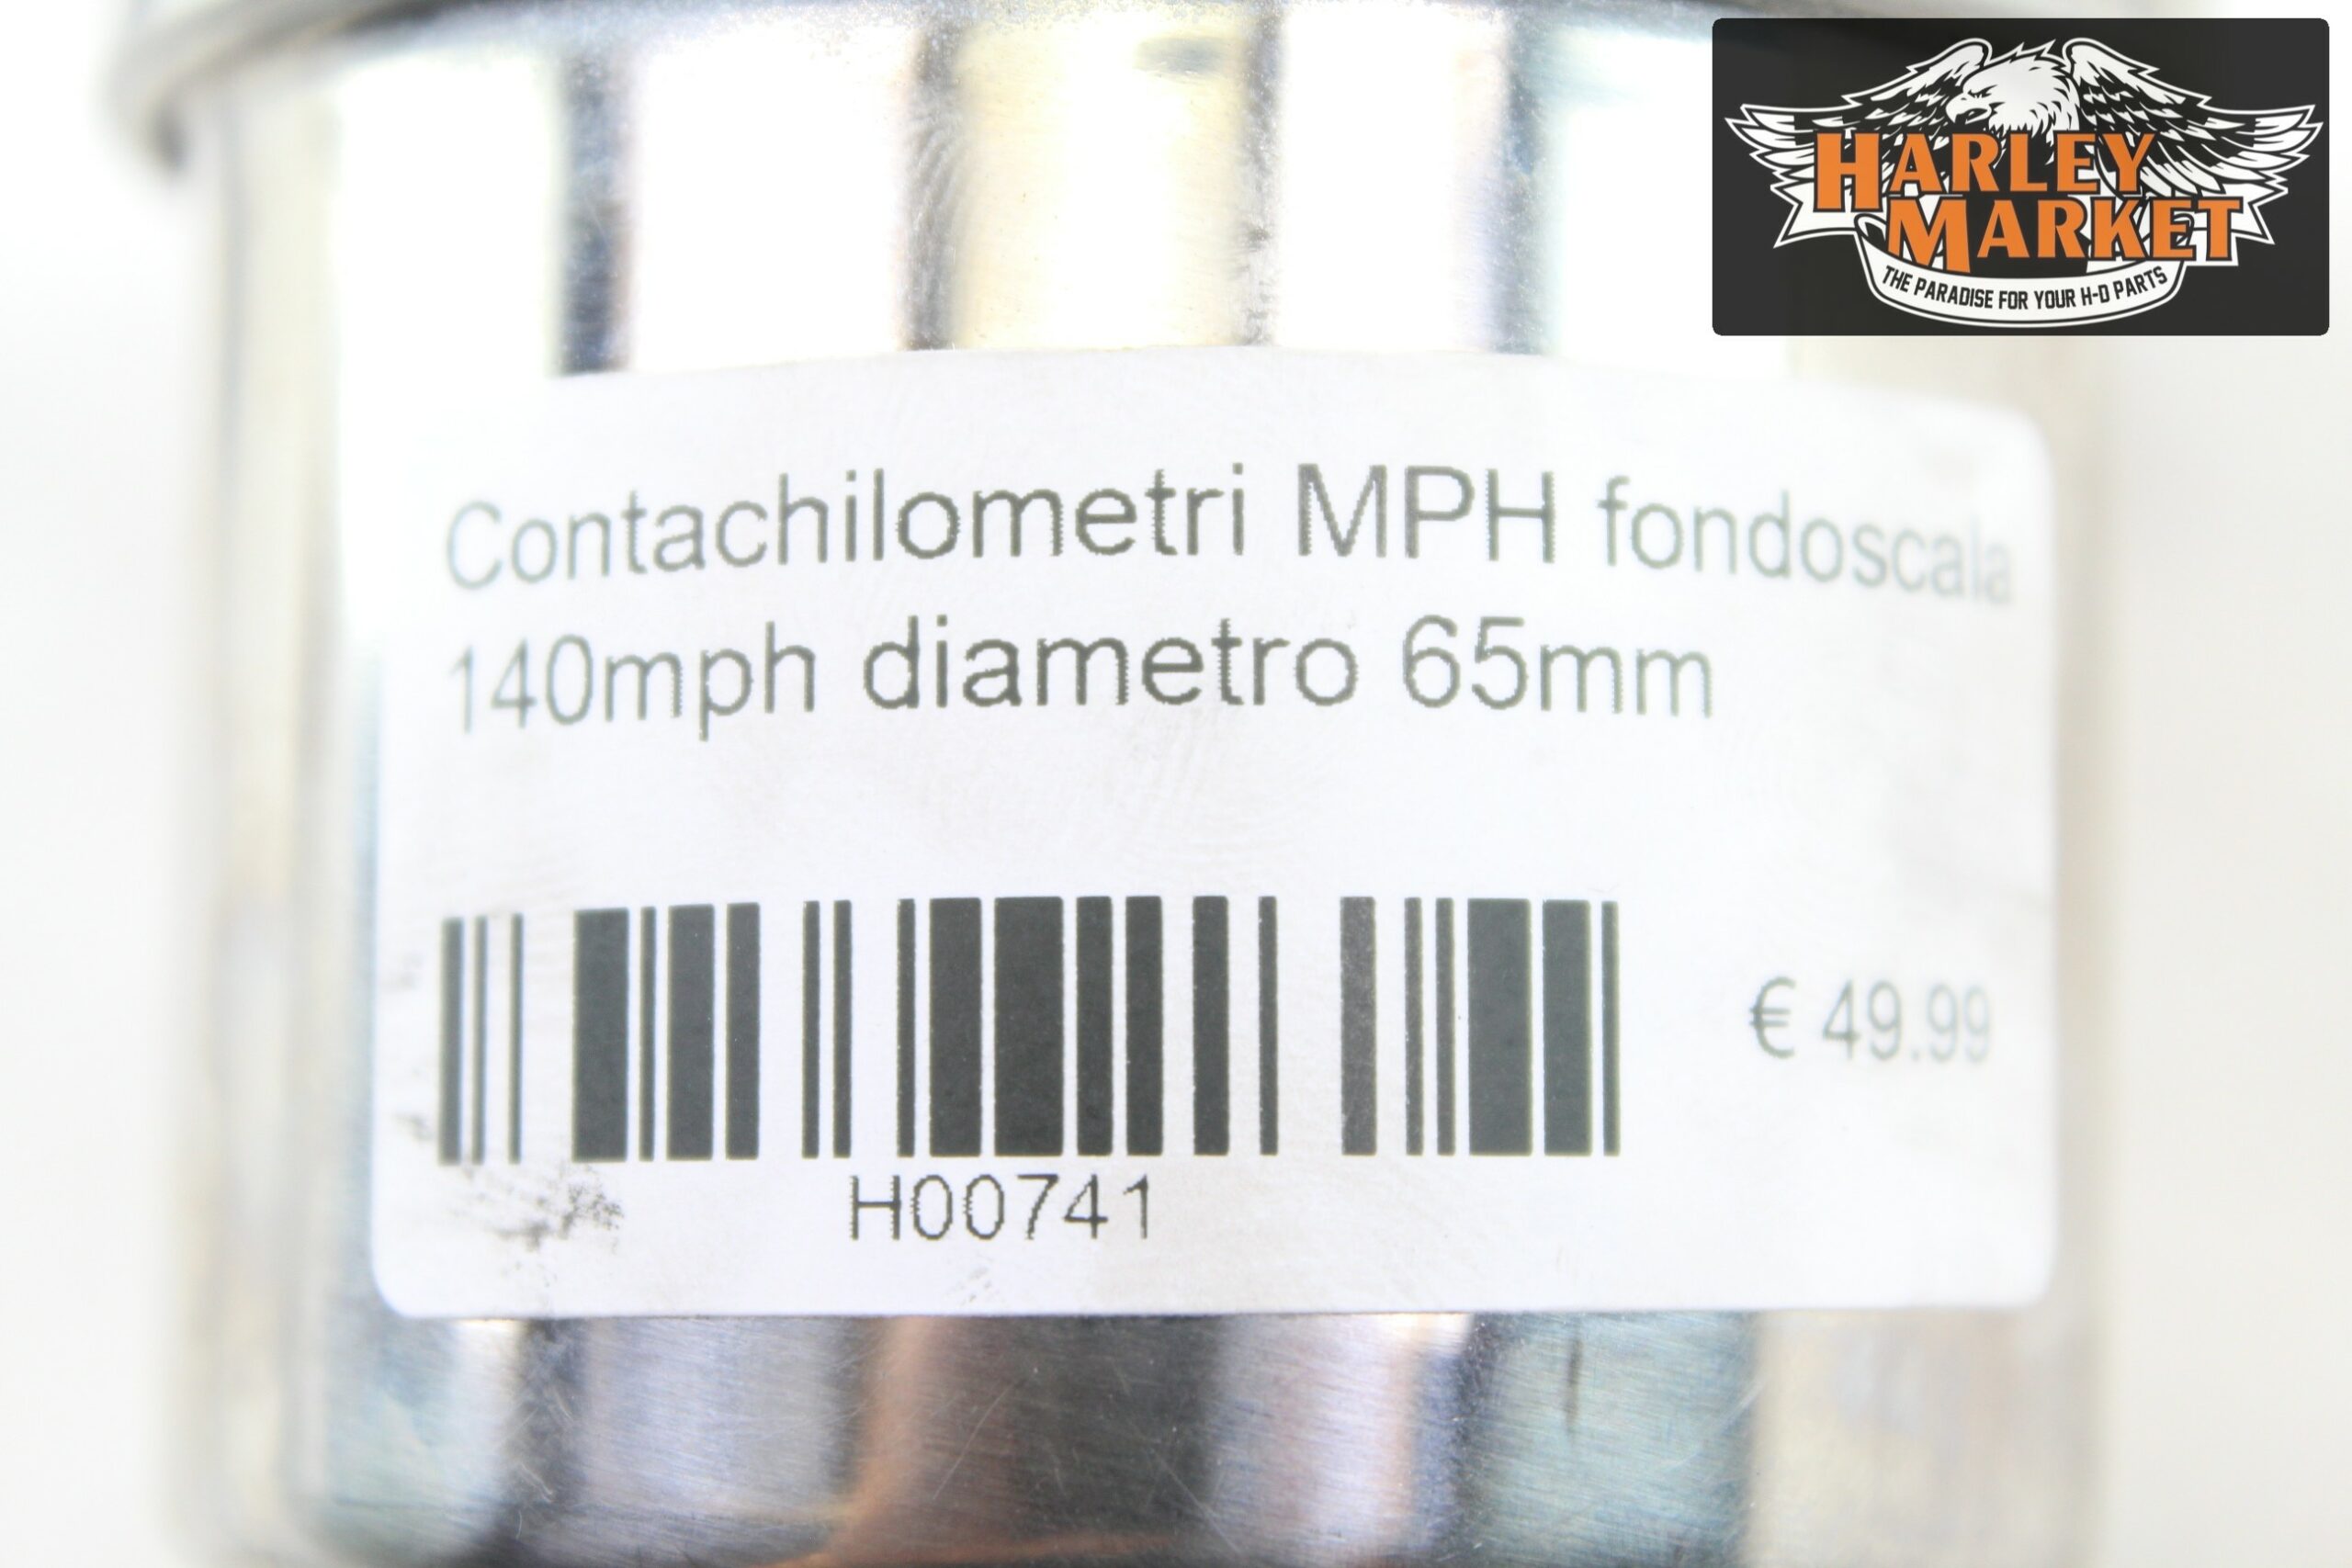 HARLEY
MARKET
THE PARADISE FOR YOUR H-D PARTS
Contachilometri MPH fondoscala
140mph diametro 65mm
€ 49.99
H00741